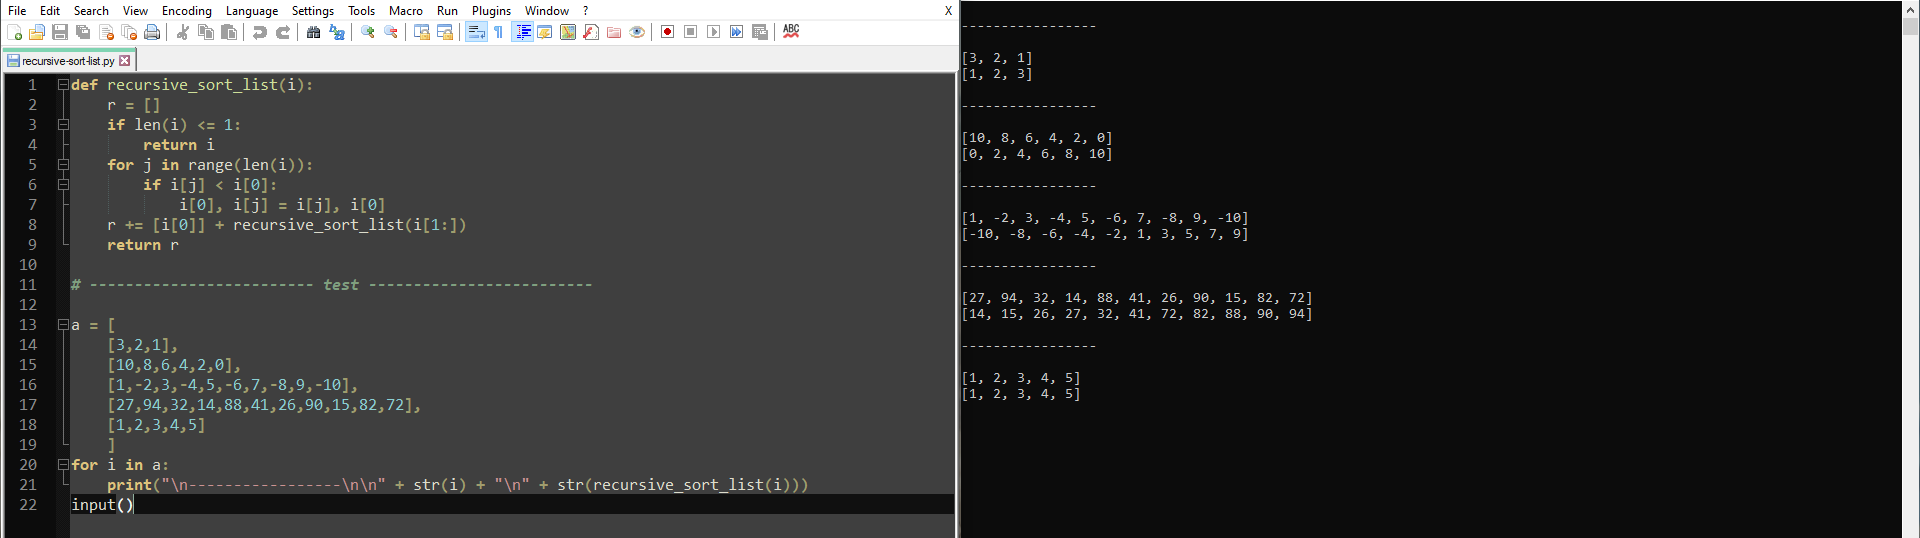 File Edit Search View Encoding Language Settings Tools Macro Run Plugins Window ? X
ABC
recursive-sort-list.py
1 def recursive_sort_list(i):
2     r = []
3     if len(i) <= 1:
4         return i
5     for j in range(len(i)):
6         if i[j] < i[0]:
7             i[0], i[j] = i[j], i[0]
8     r += [i[0]] + recursive_sort_list(i[1:])
9     return r
10
11 # ------------------------- test -------------------------
12
13 a = [
14     [3,2,1],
15     [10,8,6,4,2,0],
16     [1,-2,3,-4,5,-6,7,-8,9,-10],
17     [27,94,32,14,88,41,26,90,15,82,72],
18     [1,2,3,4,5]
19     ]
20 for i in a:
21     print("\n-----------------\n\n" + str(i) + "\n" + str(recursive_sort_list(i)))
22 input()
-----------------
[3, 2, 1]
[1, 2, 3]
-----------------
[10, 8, 6, 4, 2, 0]
[0, 2, 4, 6, 8, 10]
-----------------
[1, -2, 3, -4, 5, -6, 7, -8, 9, -10]
[-10, -8, -6, -4, -2, 1, 3, 5, 7, 9]
-----------------
[27, 94, 32, 14, 88, 41, 26, 90, 15, 82, 72]
[14, 15, 26, 27, 32, 41, 72, 82, 88, 90, 94]
-----------------
[1, 2, 3, 4, 5]
[1, 2, 3, 4, 5]